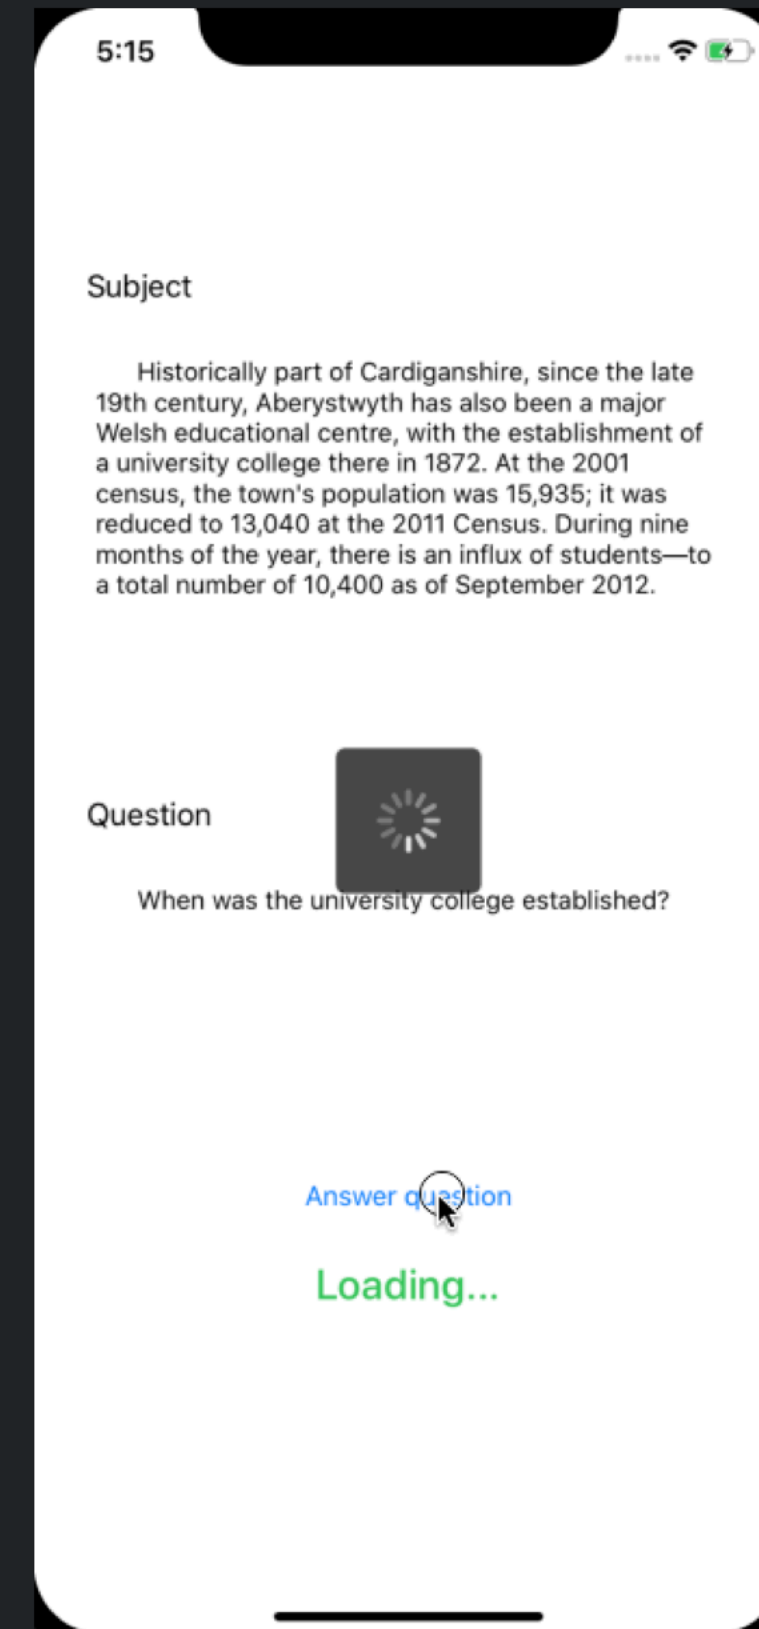 5:15
Subject
Historically part of Cardiganshire, since the late
19th century, Aberystwyth has also been a major
Welsh educational centre, with the establishment of
a university college there in 1872. At the 2001
census, the town's population was 15,935; it was
reduced to 13,040 at the 2011 Census. During nine
months of the year, there is an influx of students—to
a total number of 10,400 as of September 2012.
Question
When was the university college established?
Answer question
Loading...